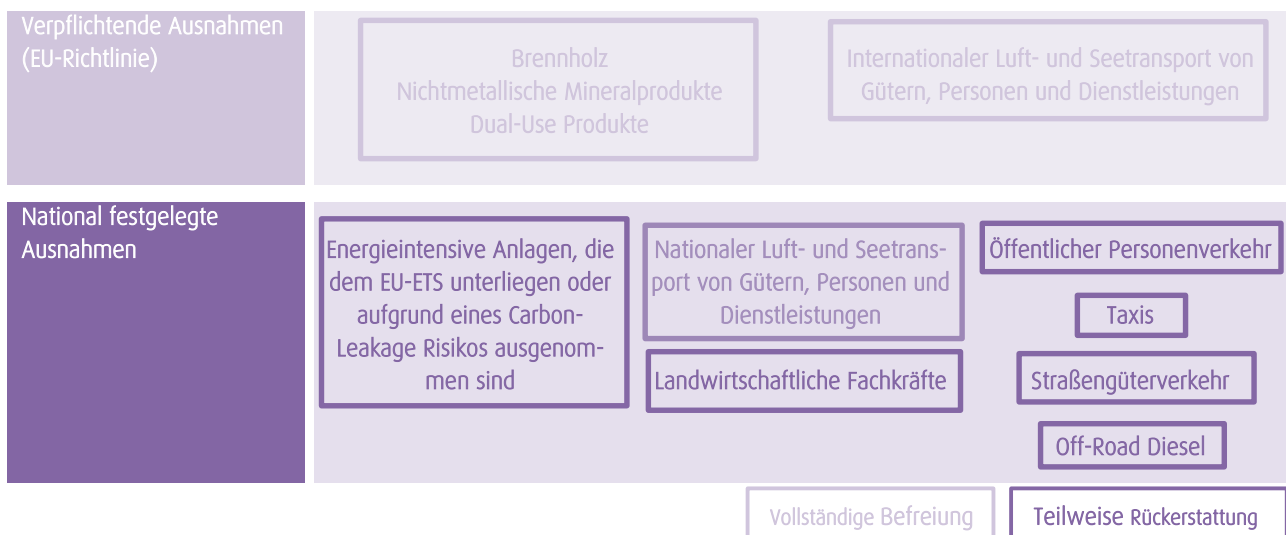 Verpflichtende Ausnahmen
(EU-Richtlinie)
Brennholz
Nichtmetallische Mineralprodukte
Dual-Use Produkte
Internationaler Luft- und Seetransport von
Gütern, Personen und Dienstleistungen
National festgelegte
Ausnahmen
Energieintensive Anlagen, die
dem EU-ETS unterliegen oder
aufgrund eines Carbon-
Leakage Risikos ausgenom-
men sind
Nationaler Luft- und Seetrans-
port von Gütern, Personen und
Dienstleistungen
Landwirtschaftliche Fachkräfte
Öffentlicher Personenverkehr
Taxis
Straßengüterverkehr
Off-Road Diesel
Vollständige Befreiung
Teilweise Rückerstattung